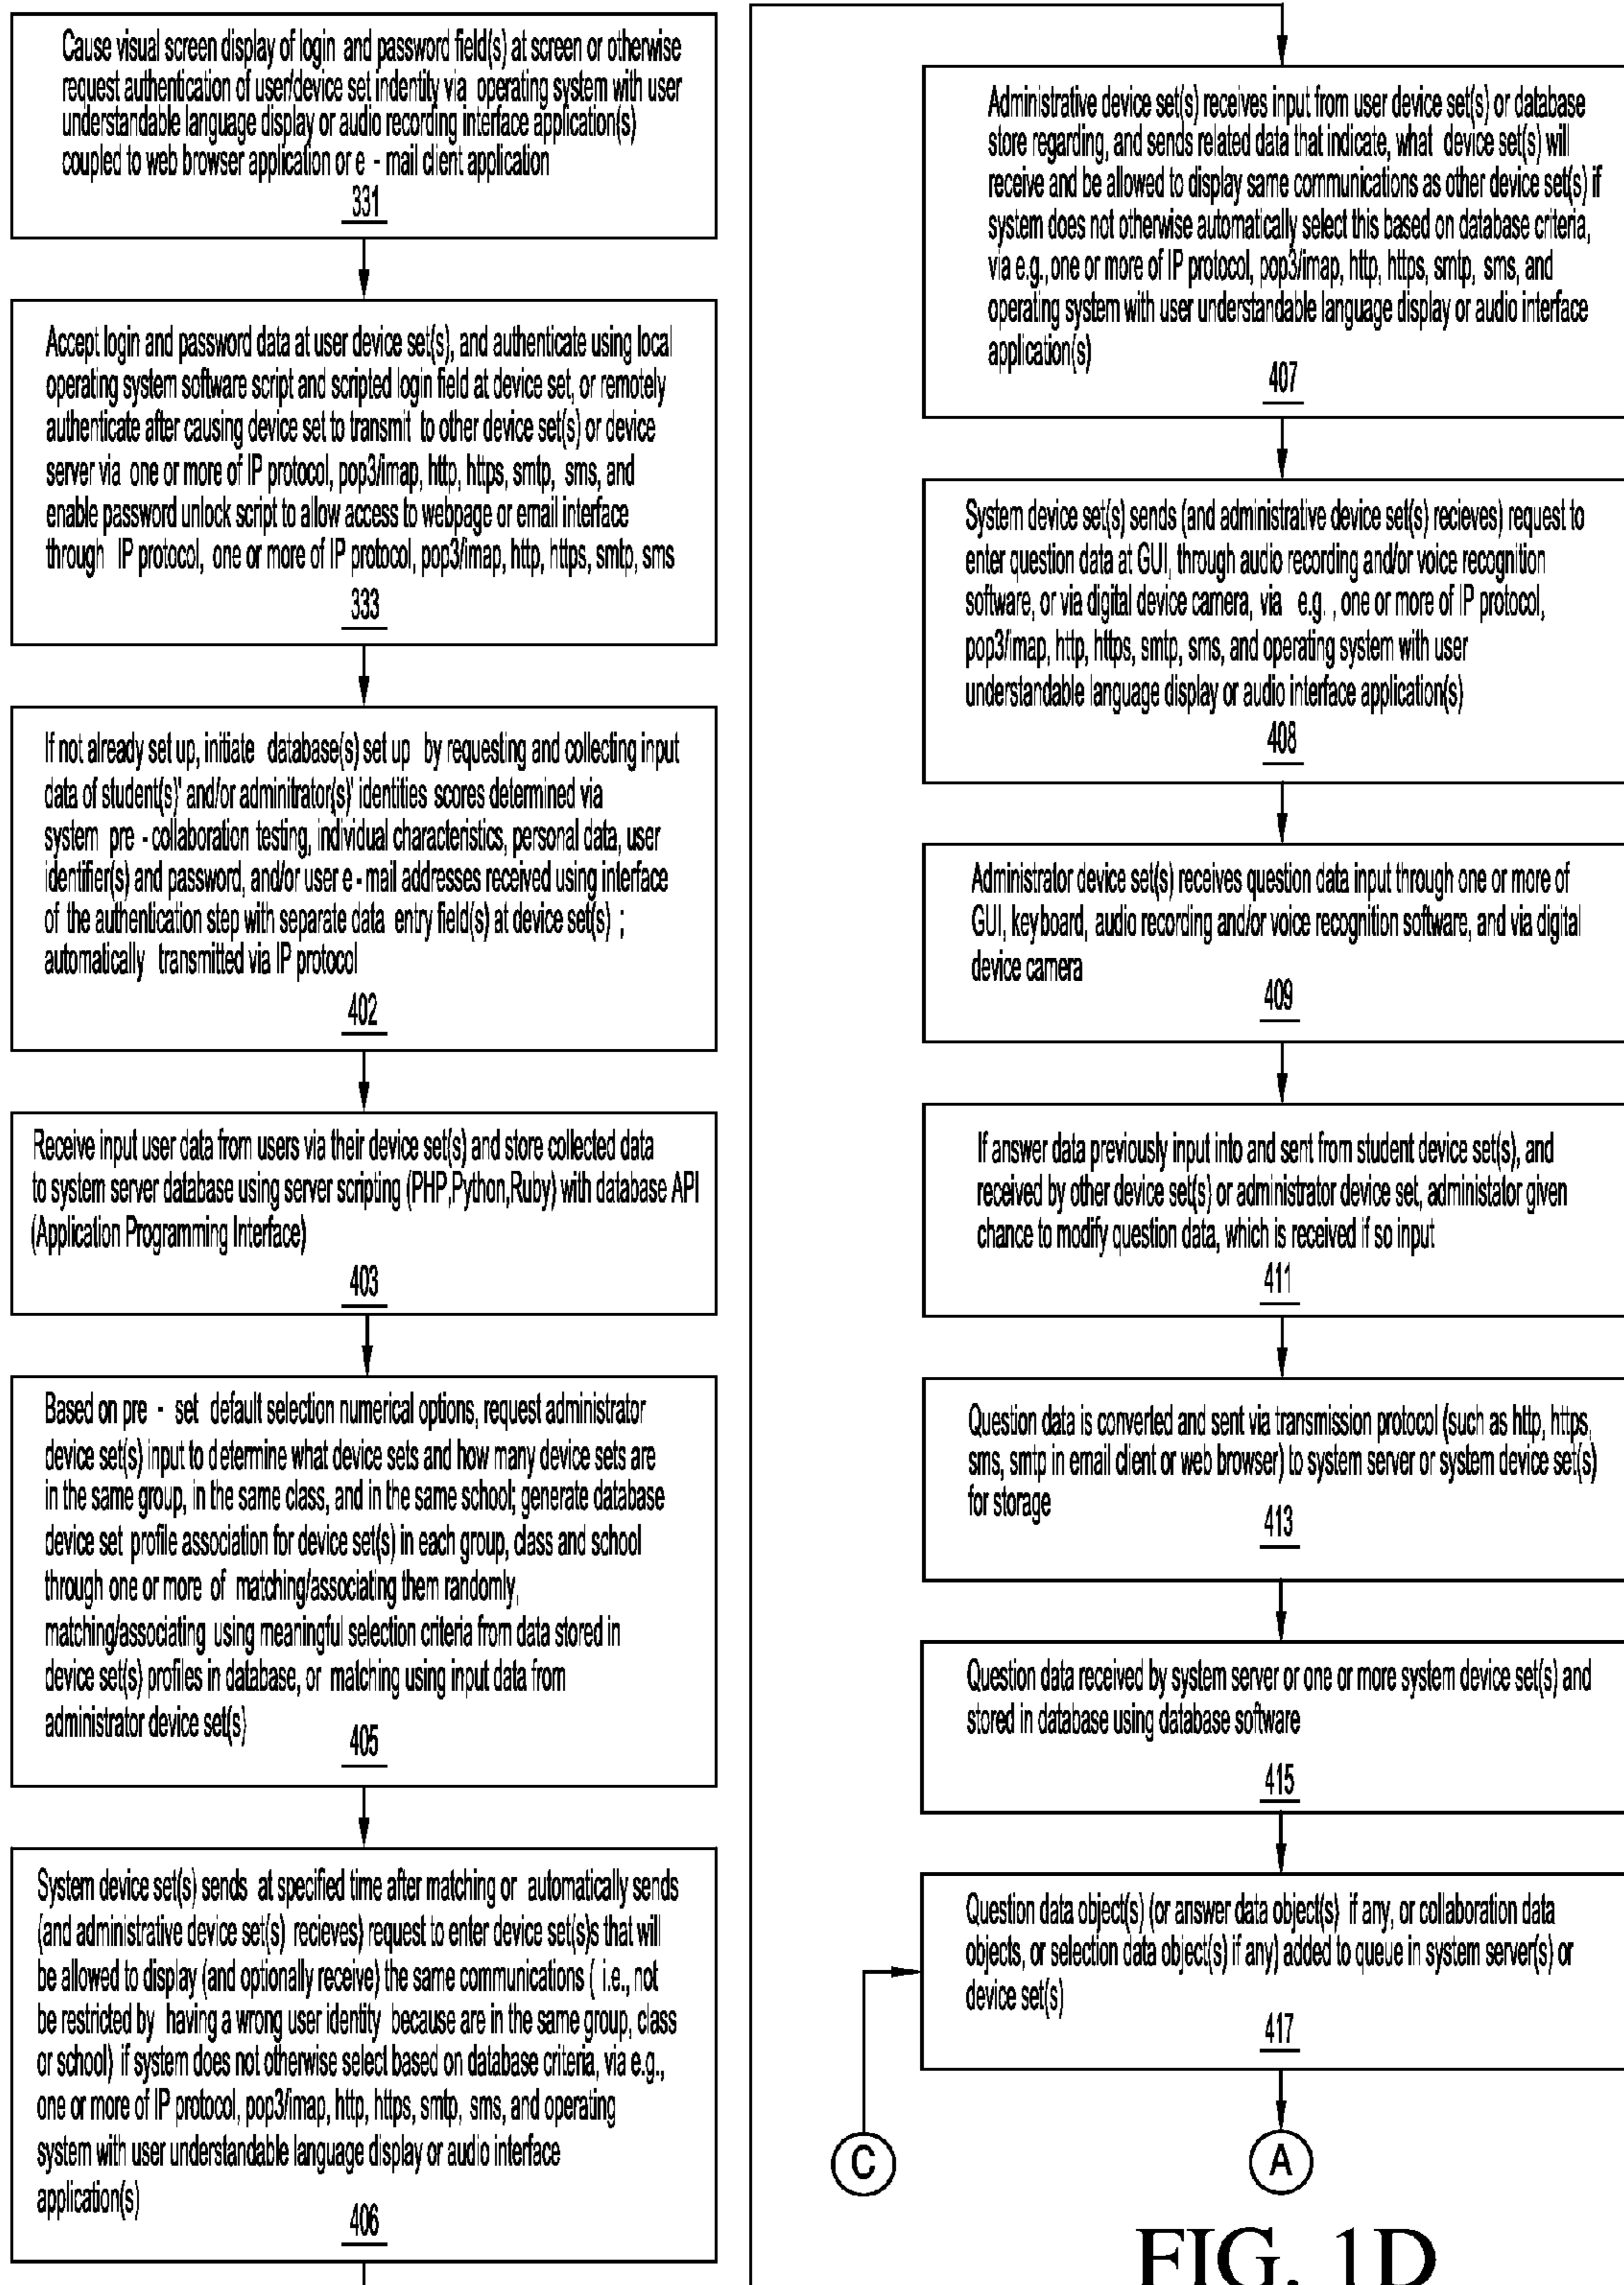 Cause visual screen display of login and password field(s) at screen or otherwise
request authentication of user/device set indentity via operating system with user
understandable language display or audio recording interface application(s)
coupled to web browser application or e - mail client application
331
Accept login and password data at user device set(s), and authenticate using local
operating system software script and scripted login field at device set, or remotely
authenticate after causing device set to transmit to other device set(s) or device
server via one or more of IP protocol, pop3/imap, http, https, smtp, sms, and
enable password unlock script to allow access to webpage or email interface
through IP protocol, one or more of IP protocol, pop3/imap, http, https, smtp, sms
333
If not already set up, initiate database(s) set up by requesting and collecting input
data of student(s)' and/or adminitrator(s)' identities scores determined via
system pre - collaboration testing, individual characteristics, personal data, user
identifier(s) and password, and/or user e - mail addresses received using interface
of the authentication step with separate data entry field(s) at device set(s) ;
automatically transmitted via IP protocol
402
Receive input user data from users via their device set(s) and store collected data
to system server database using server scripting (PHP,Python,Ruby) with database API
(Application Programming Interface)
403
Based on pre - set default selection numerical options, request administrator
device set(s) input to determine what device sets and how many device sets are
in the same group, in the same class, and in the same school; generate database
device set profile association for device set(s) in each group, class and school
through one or more of matching/associating them randomly,
matching/associating using meaningful selection criteria from data stored in
device set(s) profiles in database, or matching using input data from
administrator device set(s)
405
System device set(s) sends at specified time after matching or automatically sends
(and administrative device set(s) recieves) request to enter device set(s)s that will
be allowed to display (and optionally receive) the same communications ( i.e., not
be restricted by having a wrong user identity because are in the same group, class
or school) if system does not otherwise select based on database criteria, via e.g.,
one or more of IP protocol, pop3/imap, http, https, smtp, sms, and operating
system with user understandable language display or audio interface
application(s)
406
Administrative device set(s) receives input from user device set(s) or database
store regarding, and sends related data that indicate, what device set(s) will
receive and be allowed to display same communications as other device set(s) if
system does not otherwise automatically select this based on database criteria,
via e.g., one or more of IP protocol, pop3/imap, http, https, smtp, sms, and
operating system with user understandable language display or audio interface
application(s)
407
System device set(s) sends (and administrative device set(s) recieves) request to
enter question data at GUI, through audio recording and/or voice recognition
software, or via digital device camera, via e.g. , one or more of IP protocol,
pop3/imap, http, https, smtp, sms, and operating system with user
understandable language display or audio interface application(s)
408
Administrator device set(s) receives question data input through one or more of
GUI, keyboard, audio recording and/or voice recognition software, and via digital
device camera
409
If answer data previously input into and sent from student device set(s), and
received by other device set(s) or administrator device set, administator given
chance to modify question data, which is received if so input
411
Question data is converted and sent via transmission protocol (such as http, https,
sms, smtp in email client or web browser) to system server or system device set(s)
for storage
413
Question data received by system server or one or more system device set(s) and
stored in database using database software
415
Question data object(s) (or answer data object(s) if any, or collaboration data
objects, or selection data object(s) if any) added to queue in system server(s) or
device set(s)
417
C
A
FIG. 1D